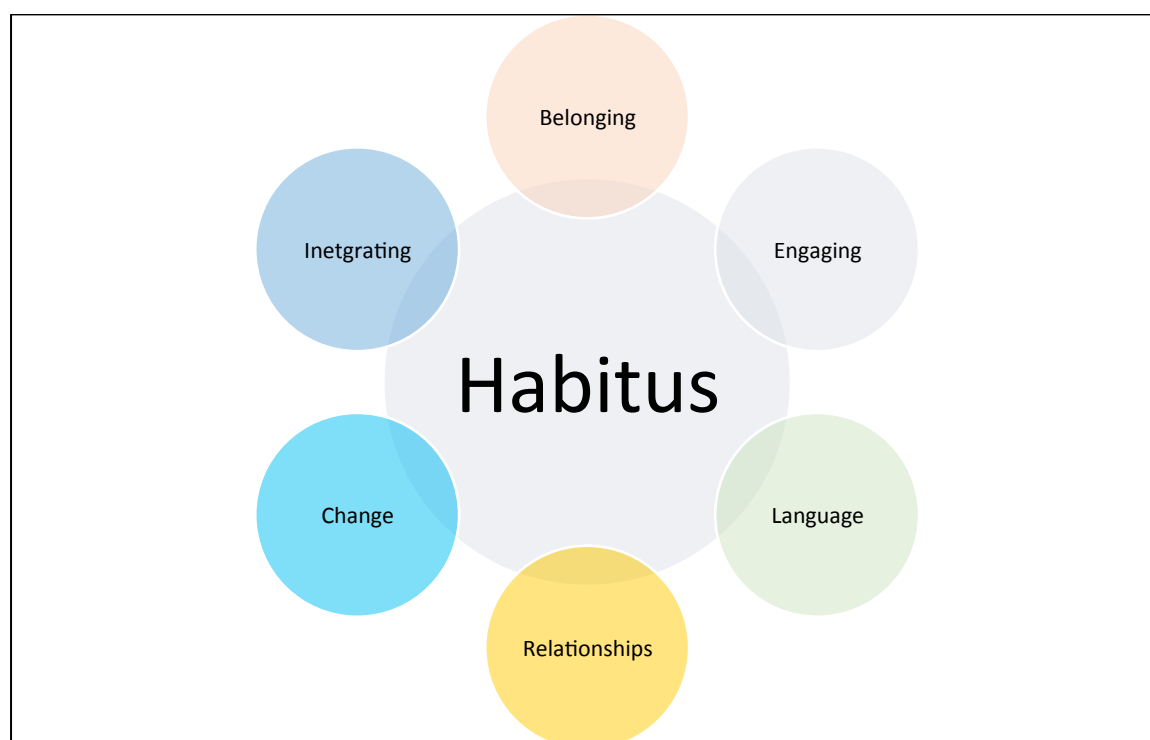 Belonging
Engaging
Language
Relationships
Change
Inetgrating
Habitus